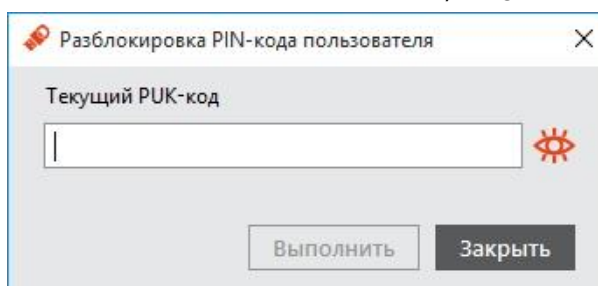 Разблокировка PIN-кода пользователя
Текущий PUK-код
Выполнить Закрыть